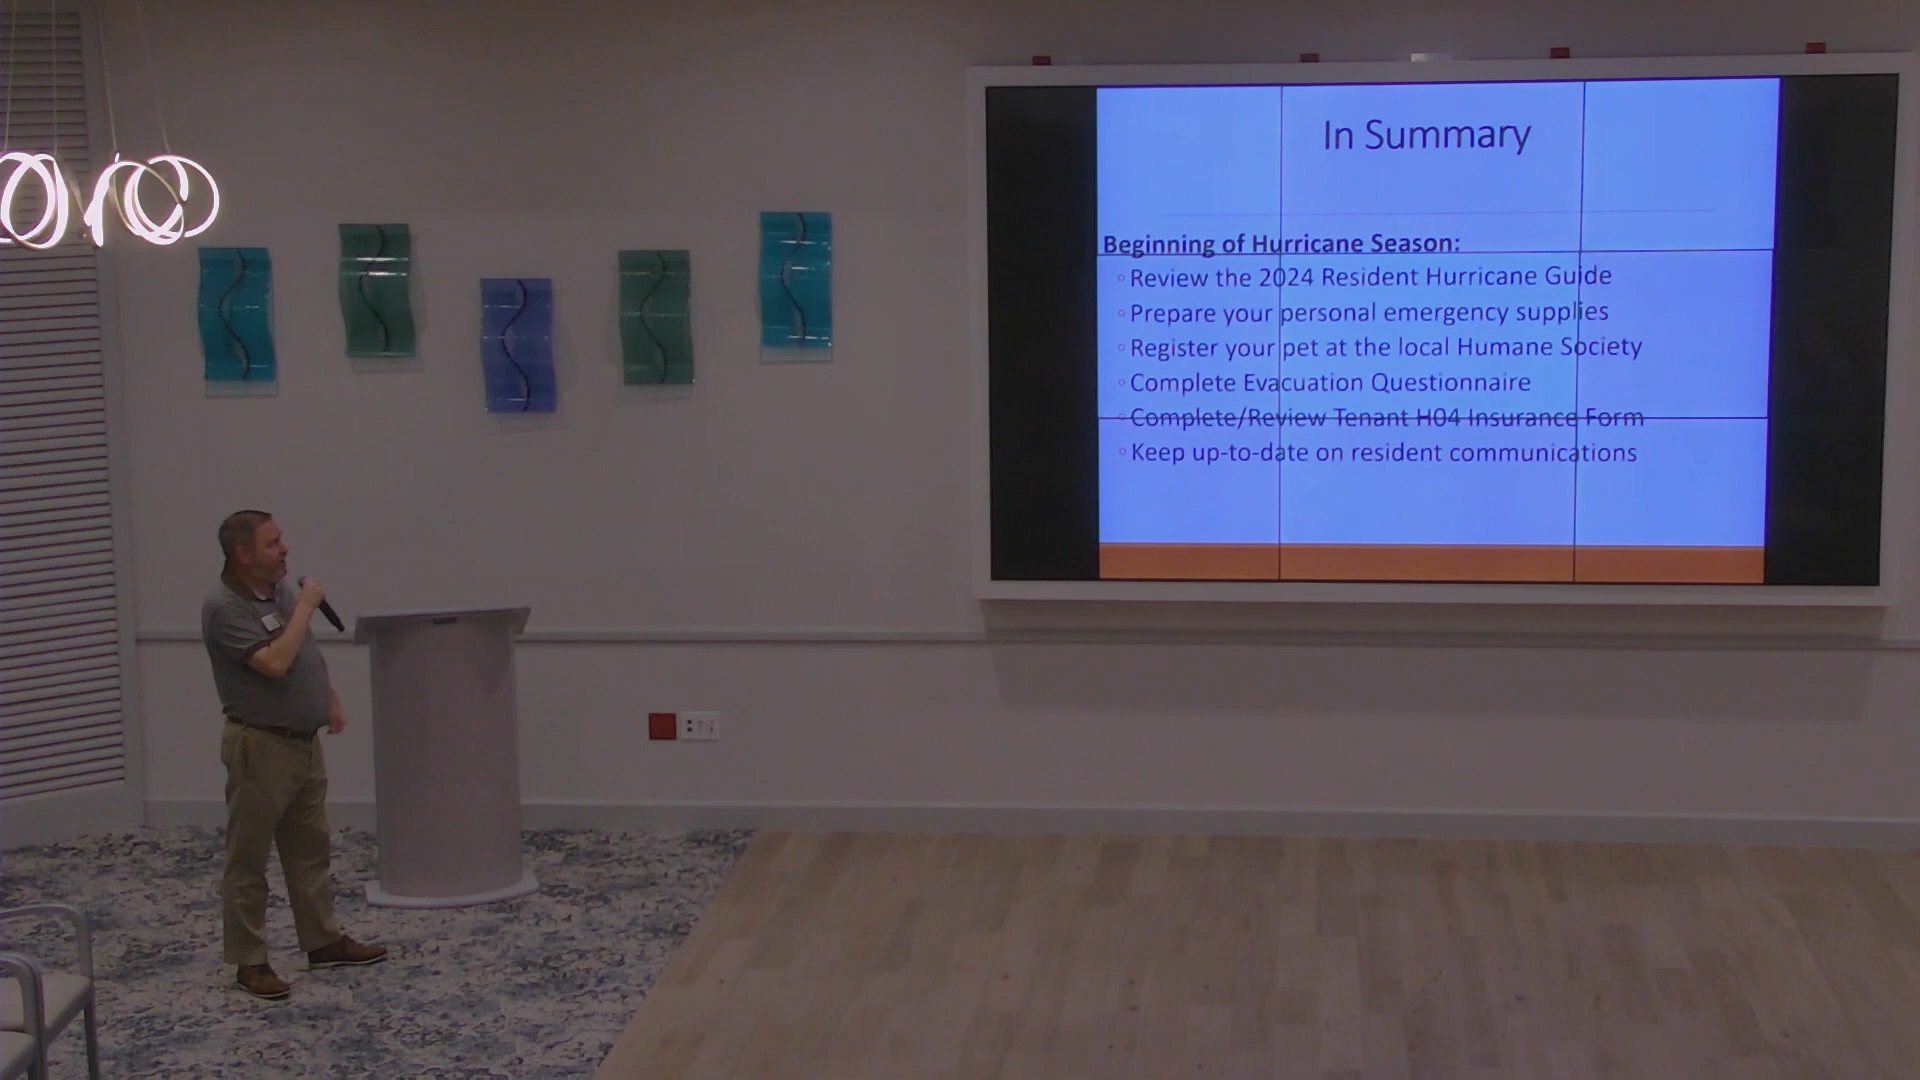 In Summary
Beginning of Hurricane Season:
Review the 2024 Resident Hurricane Guide
Prepare your personal emergency supplies
Register your pet at the local Humane Society
Complete Evacuation Questionnaire
Complete/Review Tenant H04 Insurance Form
Keep up-to-date on resident communications